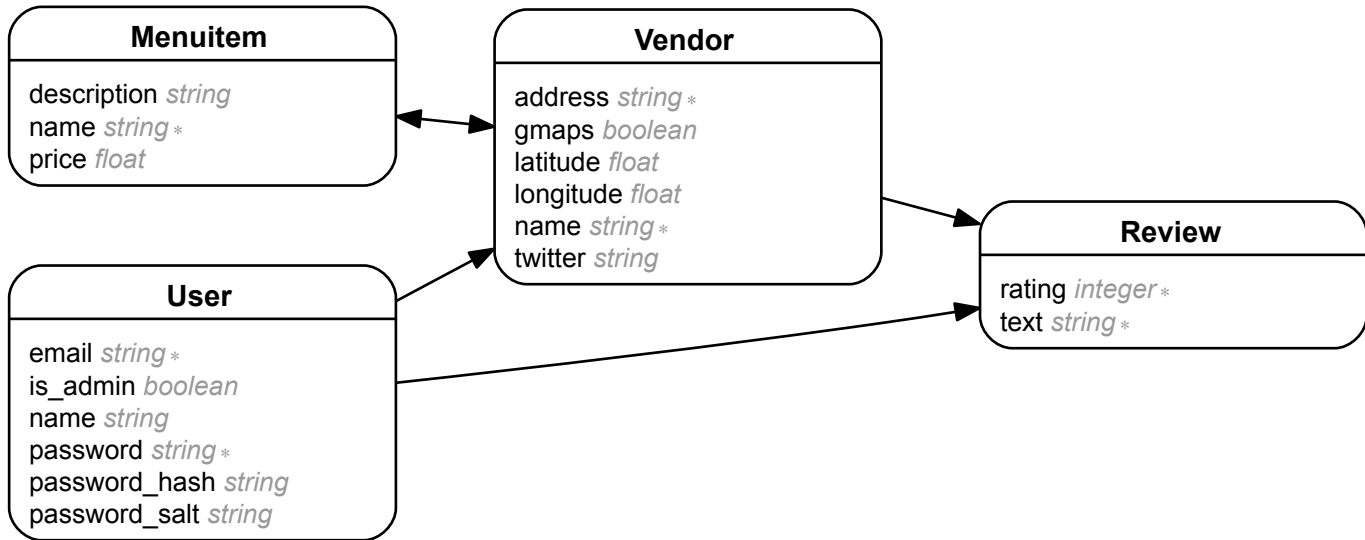 Menuitem
description string
name string *
price float
Vendor
address string *
gmaps boolean
latitude float
longitude float
name string *
twitter string
User
email string *
is_admin boolean
name string
password string *
password_hash string
password_salt string
Review
rating integer *
text string *